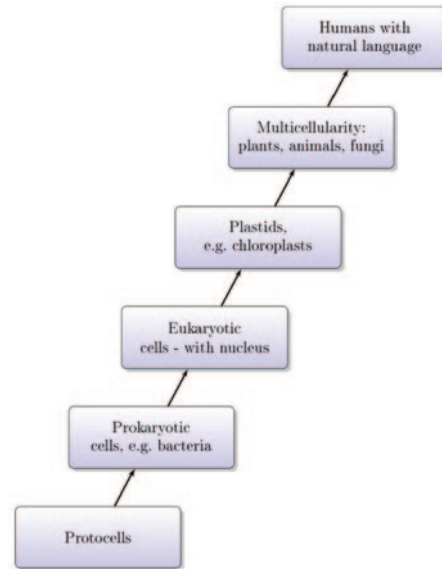 Humans with
natural language
Multicellularity:
plants, animals, fungi
Plastids,
e.g. chloroplasts
Eukaryotic
cells - with nucleus
Prokaryotic
cells, e.g. bacteria
Protocells